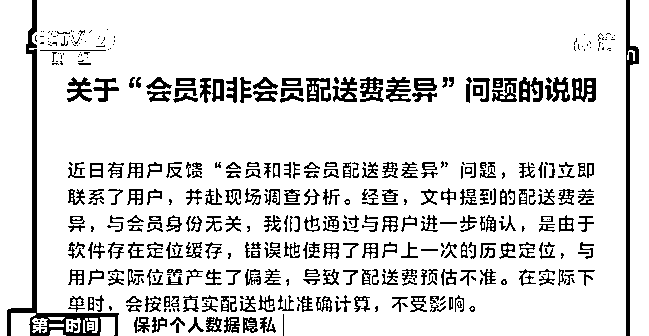 CCTV 2
财经
关于“会员和非会员配送费差异”问题的说明
近日有用户反馈“会员和非会员配送费差异”问题，我们立即
联系了用户，并赴现场调查分析。经查，文中提到的配送费差
异，与会员身份无关，我们也通过与用户进一步确认，是由于
软件存在定位缓存，错误地使用了用户上一次的历史定位，与
用户实际位置产生了偏差，导致了配送费预估不准。在实际下
单时，会按照真实配送地址准确计算，不受影响。
第一时间
保护个人数据隐私